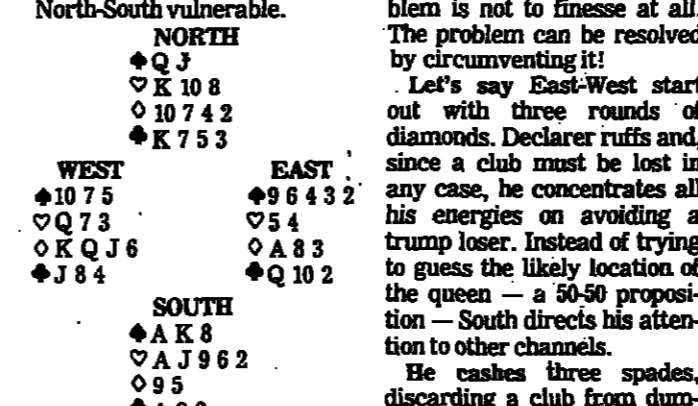 North-South vulnerable.
NORTH
♠ Q J
♡ K 10 8
◇ 10 7 4 2
♣ K 7 5 3
WEST EAST
♠ 10 7 5 ♠ 9 6 4 3 2
♡ Q 7 3 ♡ 5 4
◇ K Q J 6 ◇ A 8 3
♣ J 8 4 ♣ Q 10 2
SOUTH
♠ A K 8
♡ A J 9 6 2
◇ 9 5
blem is not to finesse at all.
The problem can be resolved
by circumventing it!
Let's say East-West start
out with three rounds of
diamonds. Declarer ruffs and,
since a club must be lost in
any case, he concentrates all
his energies on avoiding a
trump loser. Instead of trying
to guess the likely location of
the queen — a 50-50 proposi-
tion — South directs his atten-
tion to other channels.
He cashes three spades,
discarding a club from dum-